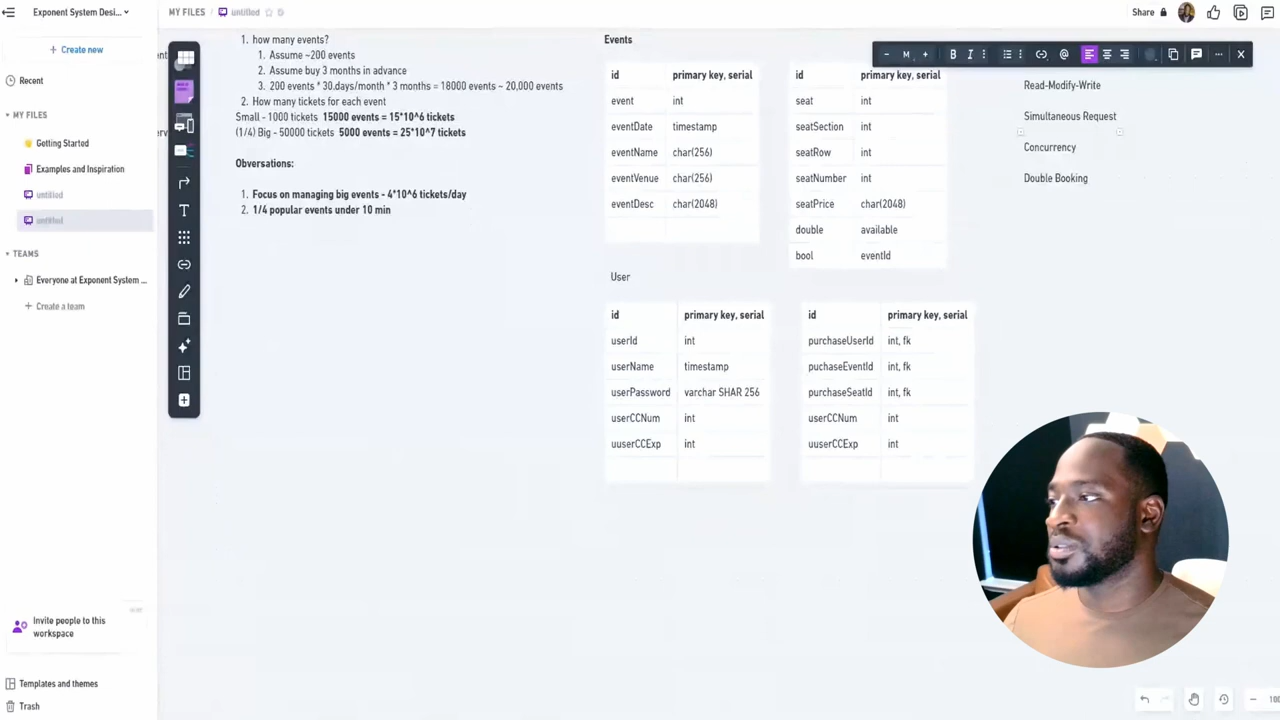 Exponent System Desi...
MY FILES / untitled
Share
+ Create new
Recent
MY FILES
Getting Started
Examples and Inspiration
untitled
untitled
TEAMS
Everyone at Exponent System ...
+ Create a team
Invite people to this
workspace
Templates and themes
Trash
1. how many events?
1. Assume ~200 events
2. Assume buy 3 months in advance
3. 200 events * 30.days/month * 3 months = 18000 events ~ 20,000 events
2. How many tickets for each event
Small - 1000 tickets 15000 events = 15*10^6 tickets
(1/4) Big - 50000 tickets 5000 events = 25*10^7 tickets
Obversations:
1. Focus on managing big events - 4*10^6 tickets/day
2. 1/4 popular events under 10 min
Events
id primary key, serial
event int
eventDate timestamp
eventName char(256)
eventVenue char(256)
eventDesc char(2048)
id primary key, serial
seat int
seatSection int
seatRow int
seatNumber int
seatPrice char(2048)
double available
bool eventId
User
id primary key, serial
userId int
userName timestamp
userPassword varchar SHAR 256
userCCNum int
uuserCCExp int
id primary key, serial
purchaseUserId int, fk
puchaseEventId int, fk
purchaseSeatId int, fk
userCCNum int
uuserCCExp int
− M + B I
Read-Modify-Write
Simultaneous Request
Concurrency
Double Booking
− 100